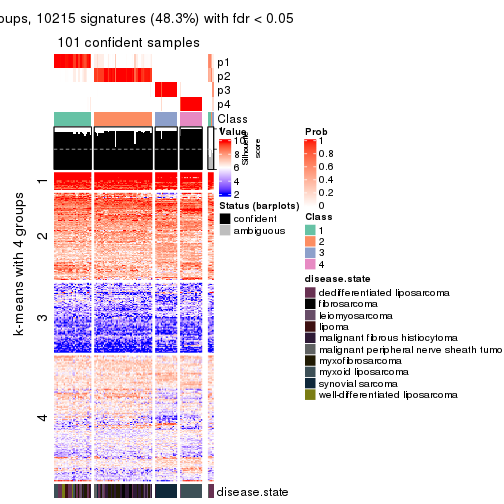 oups, 10215 signatures (48.3%) with fdr < 0.05
101 confident samples
p1
p2
p3
p4
Class
Silhouette
score
k-means with 4 groups
1
2
3
4
disease.state
Value
10
8
6
4
2
Status (barplots)
confident
ambiguous
Prob
1
0.8
0.6
0.4
0.2
0
Class
1
2
3
4
disease.state
dedifferentiated liposarcoma
fibrosarcoma
leiomyosarcoma
lipoma
malignant fibrous histiocytoma
malignant peripheral nerve sheath tumo
myxofibrosarcoma
myxoid liposarcoma
synovial sarcoma
well-differentiated liposarcoma